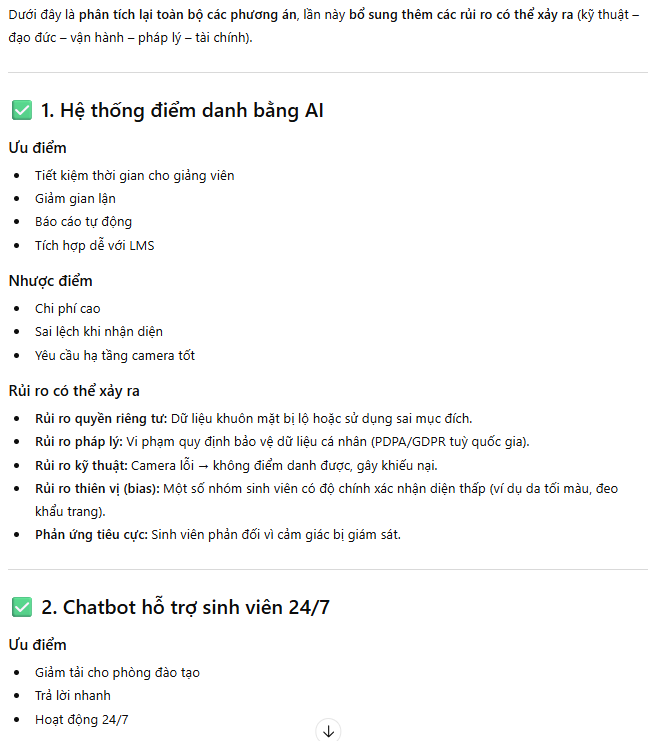 Dưới đây là phân tích lại toàn bộ các phương án, lần này bổ sung thêm các rủi ro có thể xảy ra (kỹ thuật –
đạo đức – vận hành – pháp lý – tài chính).
1. Hệ thống điểm danh bằng AI
Ưu điểm
Tiết kiệm thời gian cho giảng viên
Giảm gian lận
Báo cáo tự động
Tích hợp dễ với LMS
Nhược điểm
Chi phí cao
Sai lệch khi nhận diện
Yêu cầu hạ tầng camera tốt
Rủi ro có thể xảy ra
Rủi ro quyền riêng tư: Dữ liệu khuôn mặt bị lộ hoặc sử dụng sai mục đích.
Rủi ro pháp lý: Vi phạm quy định bảo vệ dữ liệu cá nhân (PDPA/GDPR tuỳ quốc gia).
Rủi ro kỹ thuật: Camera lỗi → không điểm danh được, gây khiếu nại.
Rủi ro thiên vị (bias): Một số nhóm sinh viên có độ chính xác nhận diện thấp (ví dụ da tối màu, đeo
khẩu trang).
Phản ứng tiêu cực: Sinh viên phản đối vì cảm giác bị giám sát.
2. Chatbot hỗ trợ sinh viên 24/7
Ưu điểm
Giảm tải cho phòng đào tạo
Trả lời nhanh
Hoạt động 24/7